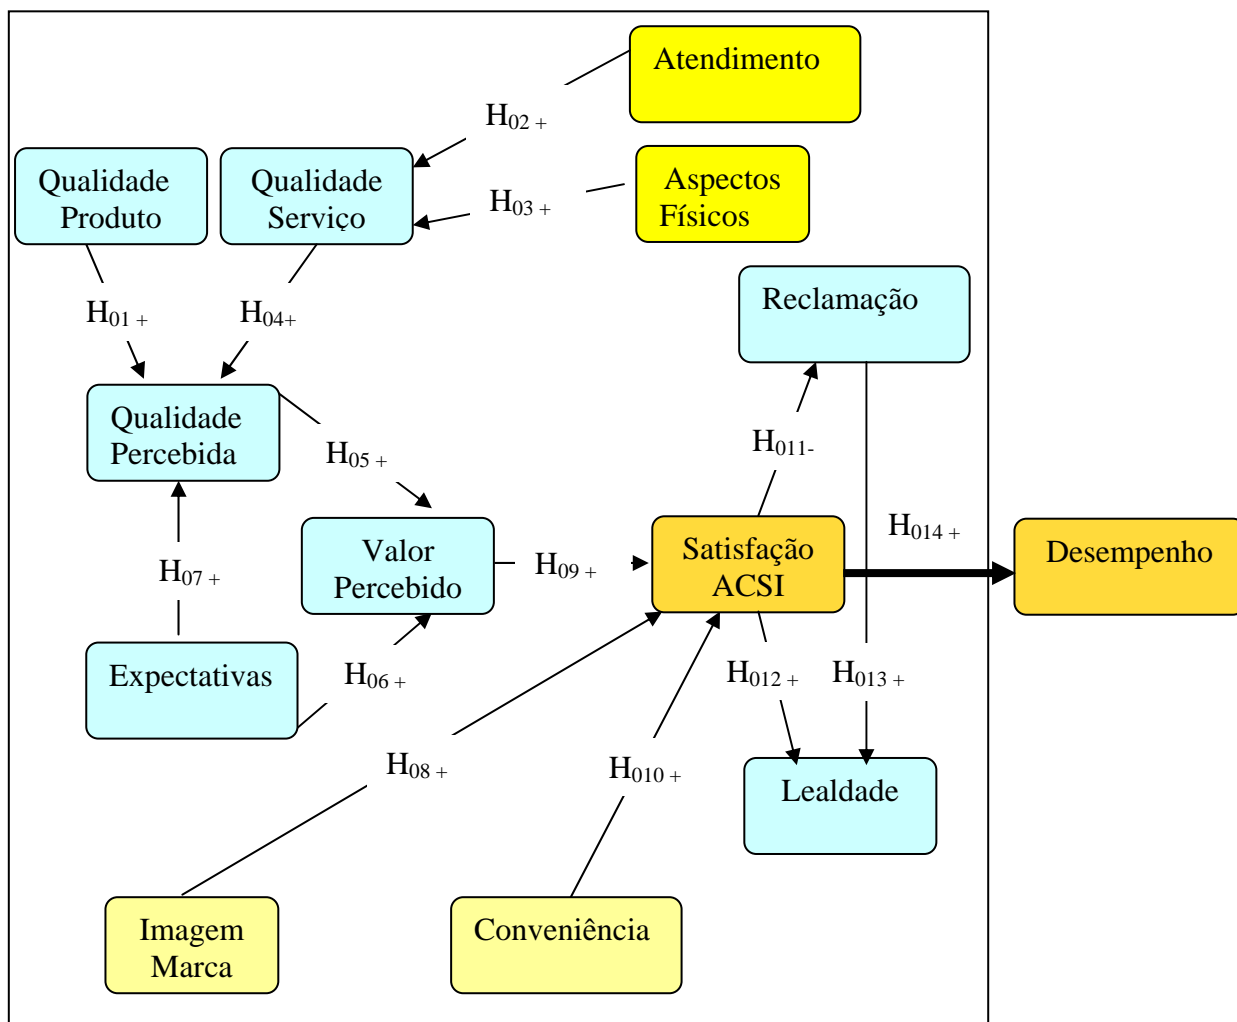 Atendimento
H02 +
Qualidade
Produto
Qualidade
Serviço
H03 +
Aspectos
Físicos
Reclamação
H01 +
H04+
Qualidade
Percebida
H05 +
H011-
H014 +
Valor
Percebido
H09 +
Satisfação
ACSI
Desempenho
H07 +
Expectativas
H06 +
H012 +
H013 +
H08 +
H010 +
Lealdade
Imagem
Marca
Conveniência